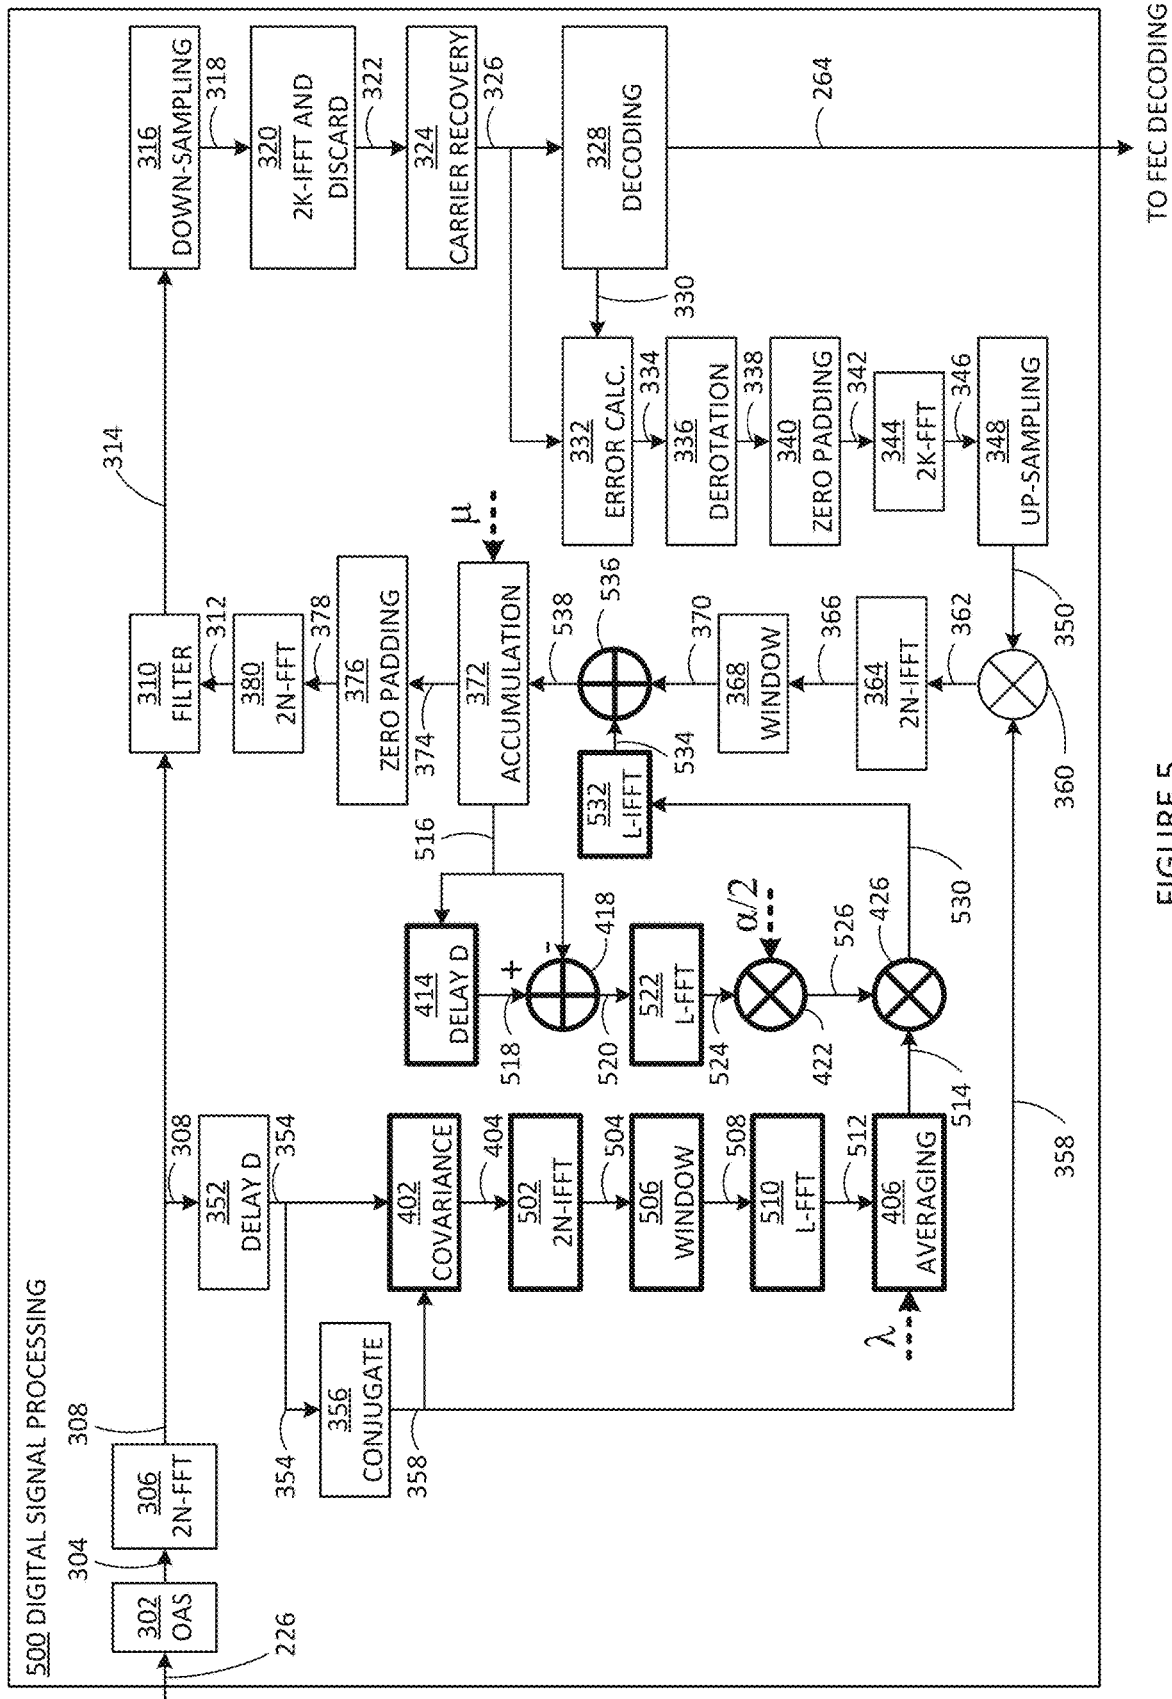 500 DIGITAL SIGNAL PROCESSING
226
302
OAS
304
306
2N-FFT
308
308
352
DELAY D
354
354
356
CONJUGATE
358
402
COVARIANCE
404
502
2N-IFFT
504
506
WINDOW
508
510
L-FFT
512
406
AVERAGING
λ
514
358
414
DELAY D
516
518
+
-
418
520
522
L-FFT
524
α/2
422
526
426
530
532
L-IFFT
534
310
FILTER
312
380
2N-FFT
378
376
ZERO PADDING
374
372
ACCUMULATION
μ
538
536
370
368
WINDOW
366
364
2N-IFFT
362
360
350
314
316
DOWN-SAMPLING
318
320
2K-IFFT AND
DISCARD
322
324
CARRIER RECOVERY
326
328
DECODING
330
264
332
ERROR CALC.
334
336
DEROTATION
338
340
ZERO PADDING
342
344
2K-FFT
346
348
UP-SAMPLING
TO FEC DECODING
FIGURE 5